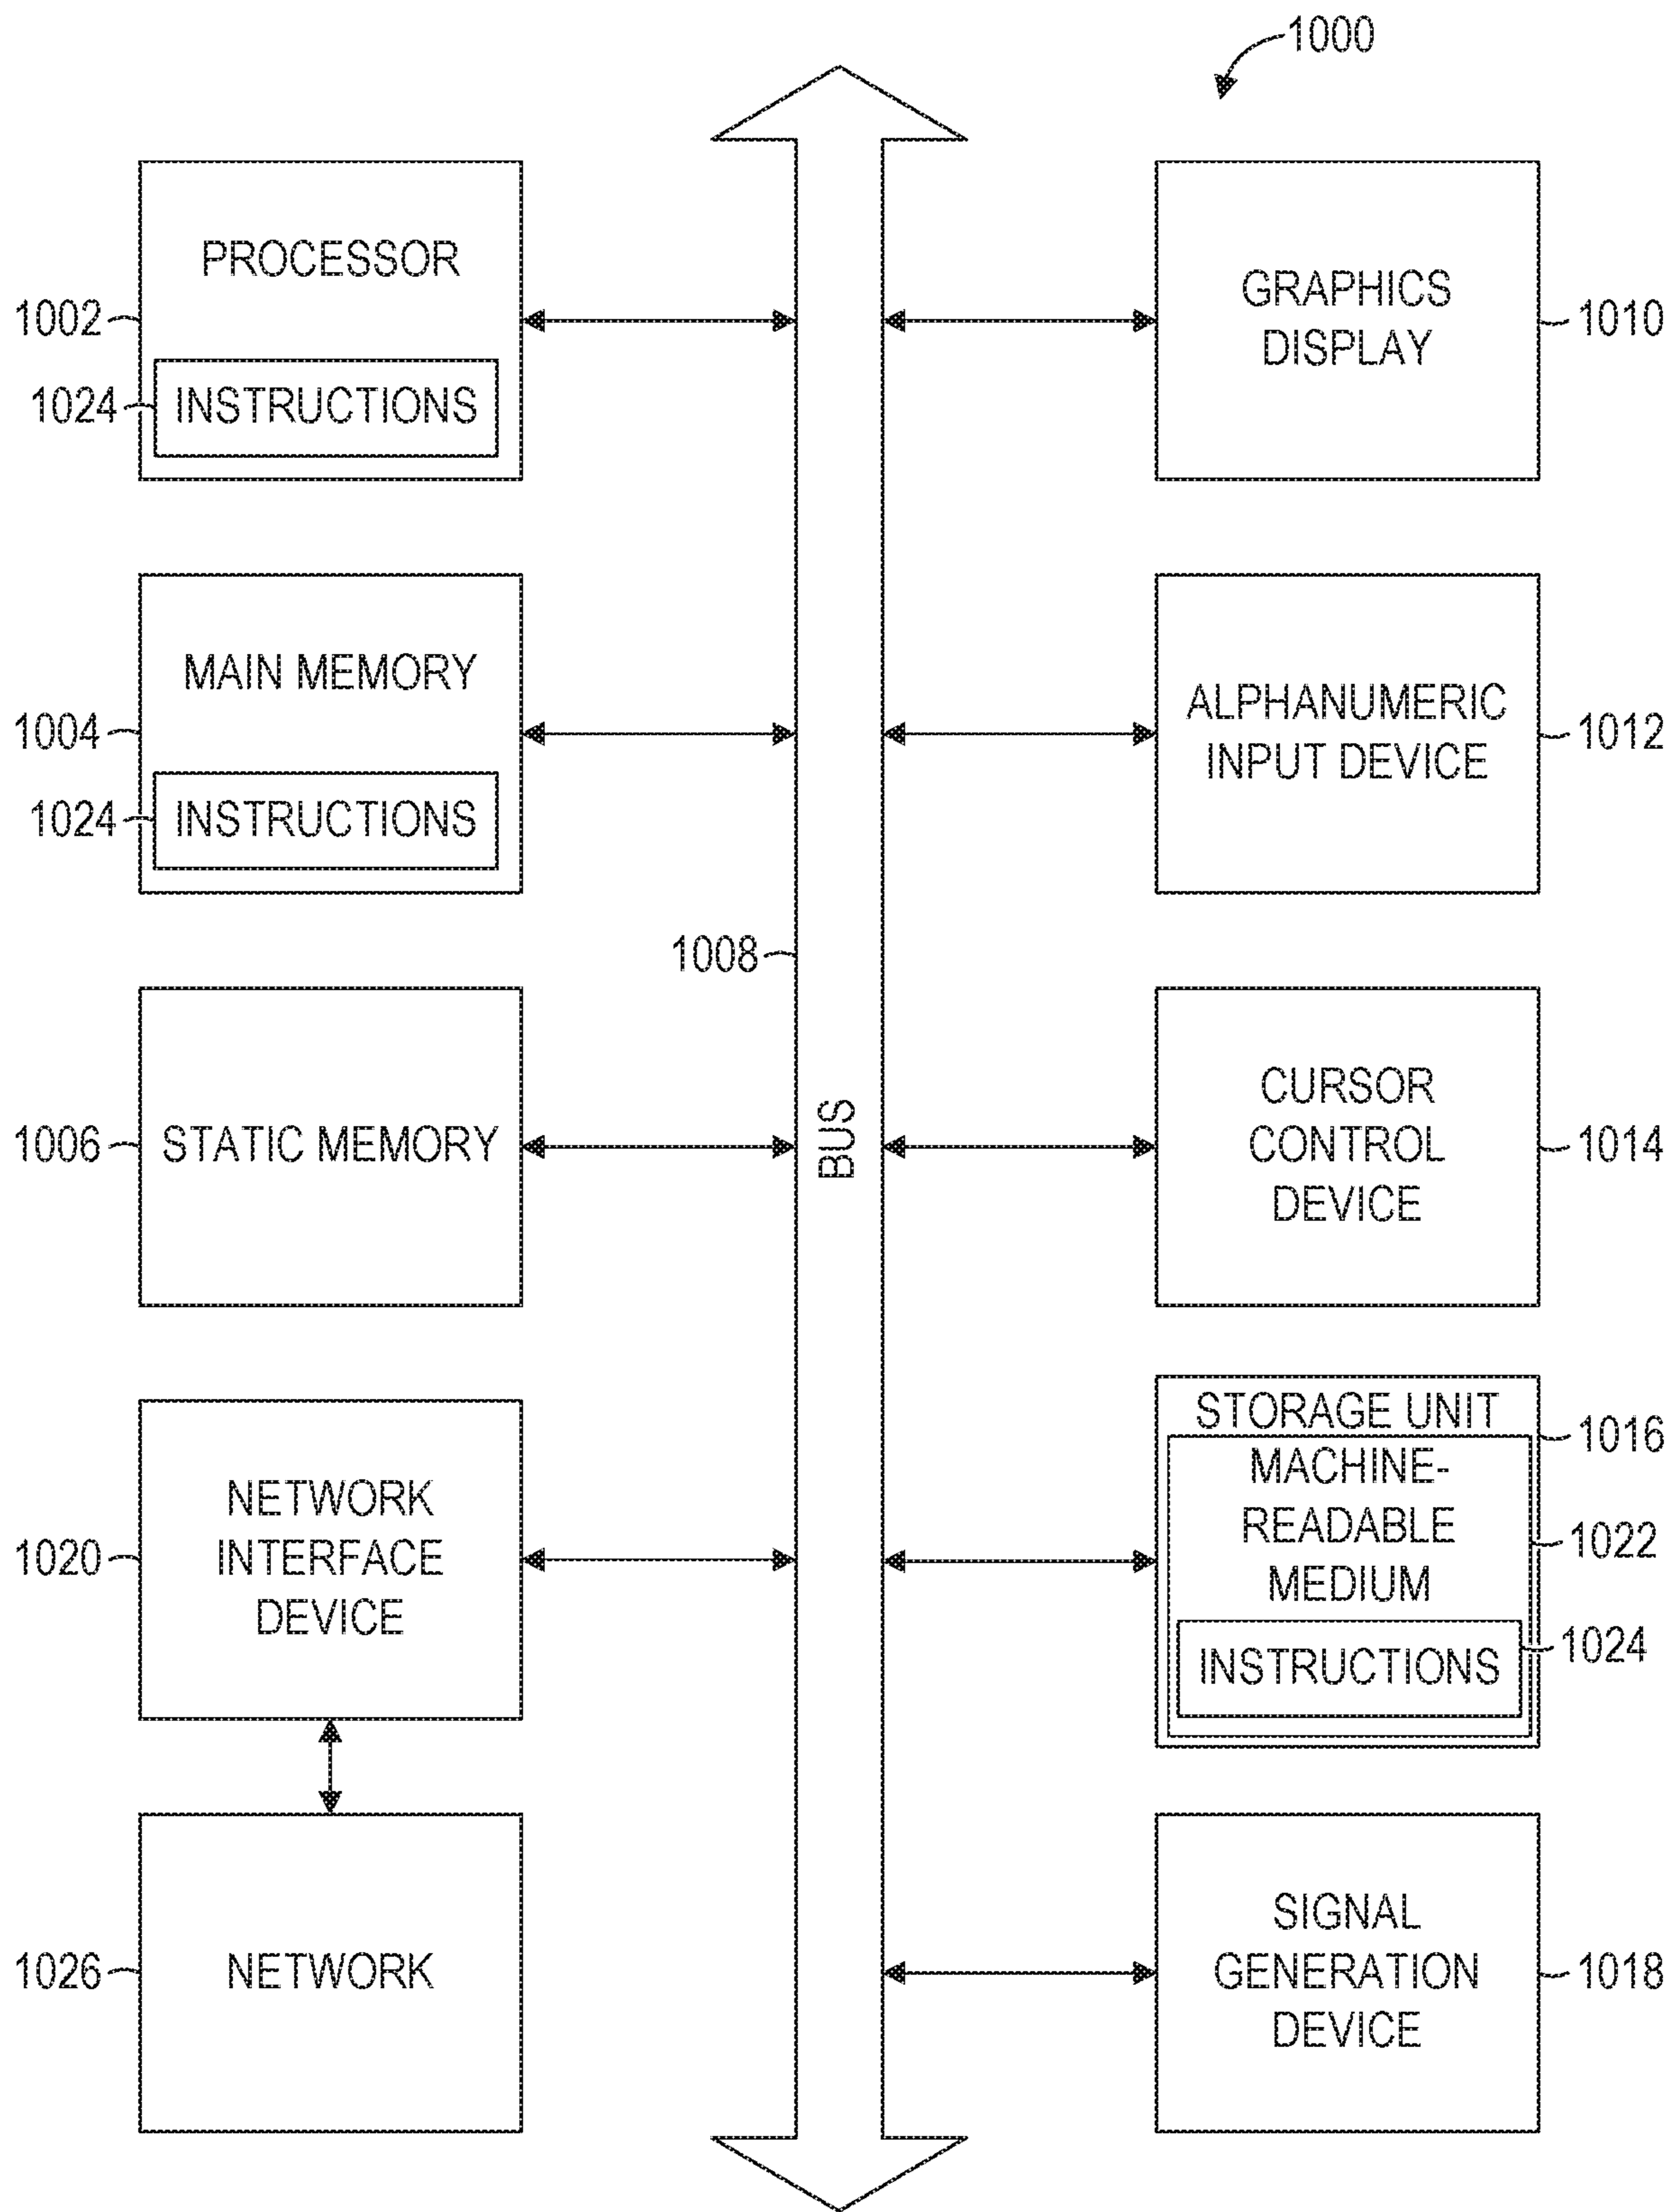 1000
PROCESSOR
1002
1024
INSTRUCTIONS
GRAPHICS
DISPLAY
1010
MAIN MEMORY
1004
1024
INSTRUCTIONS
ALPHANUMERIC
INPUT DEVICE
1012
1008
1006
STATIC MEMORY
BUS
CURSOR
CONTROL
DEVICE
1014
NETWORK
INTERFACE
DEVICE
1020
STORAGE UNIT
1016
MACHINE-
READABLE
MEDIUM
1022
INSTRUCTIONS
1024
1026
NETWORK
SIGNAL
GENERATION
DEVICE
1018